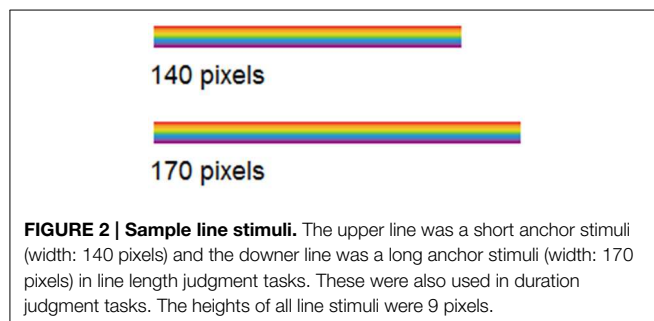 140 pixels
170 pixels
FIGURE 2 | Sample line stimuli. The upper line was a short anchor stimuli
(width: 140 pixels) and the downer line was a long anchor stimuli (width: 170
pixels) in line length judgment tasks. These were also used in duration
judgment tasks. The heights of all line stimuli were 9 pixels.